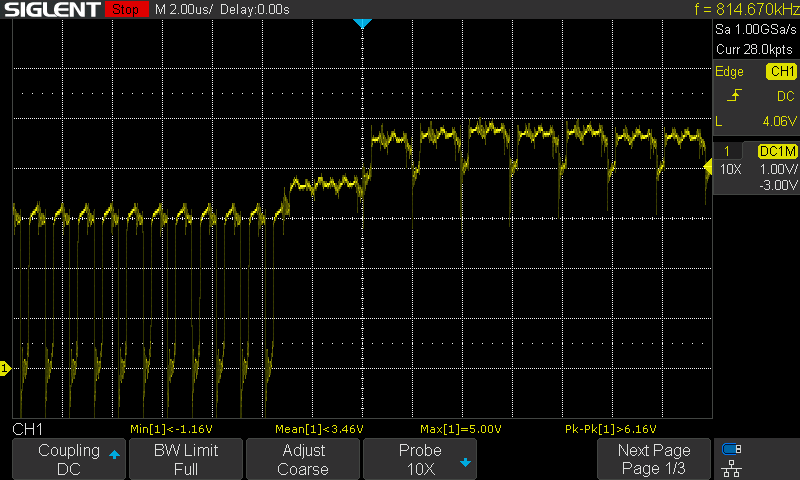 SIGLENT Stop M 2.00us/ Delay:0.00s f = 814.670kHz
Sa 1.00GSa/s
Curr 28.0kpts
Edge CH1
DC
L 4.06V
1 DC1M
10X 1.00V/
-3.00V
1
CH1 Min[1]<-1.16V Mean[1]<3.46V Max[1]=5.00V Pk-Pk[1]>6.16V
Coupling BW Limit Adjust Probe Next Page
DC Full Coarse 10X Page 1/3